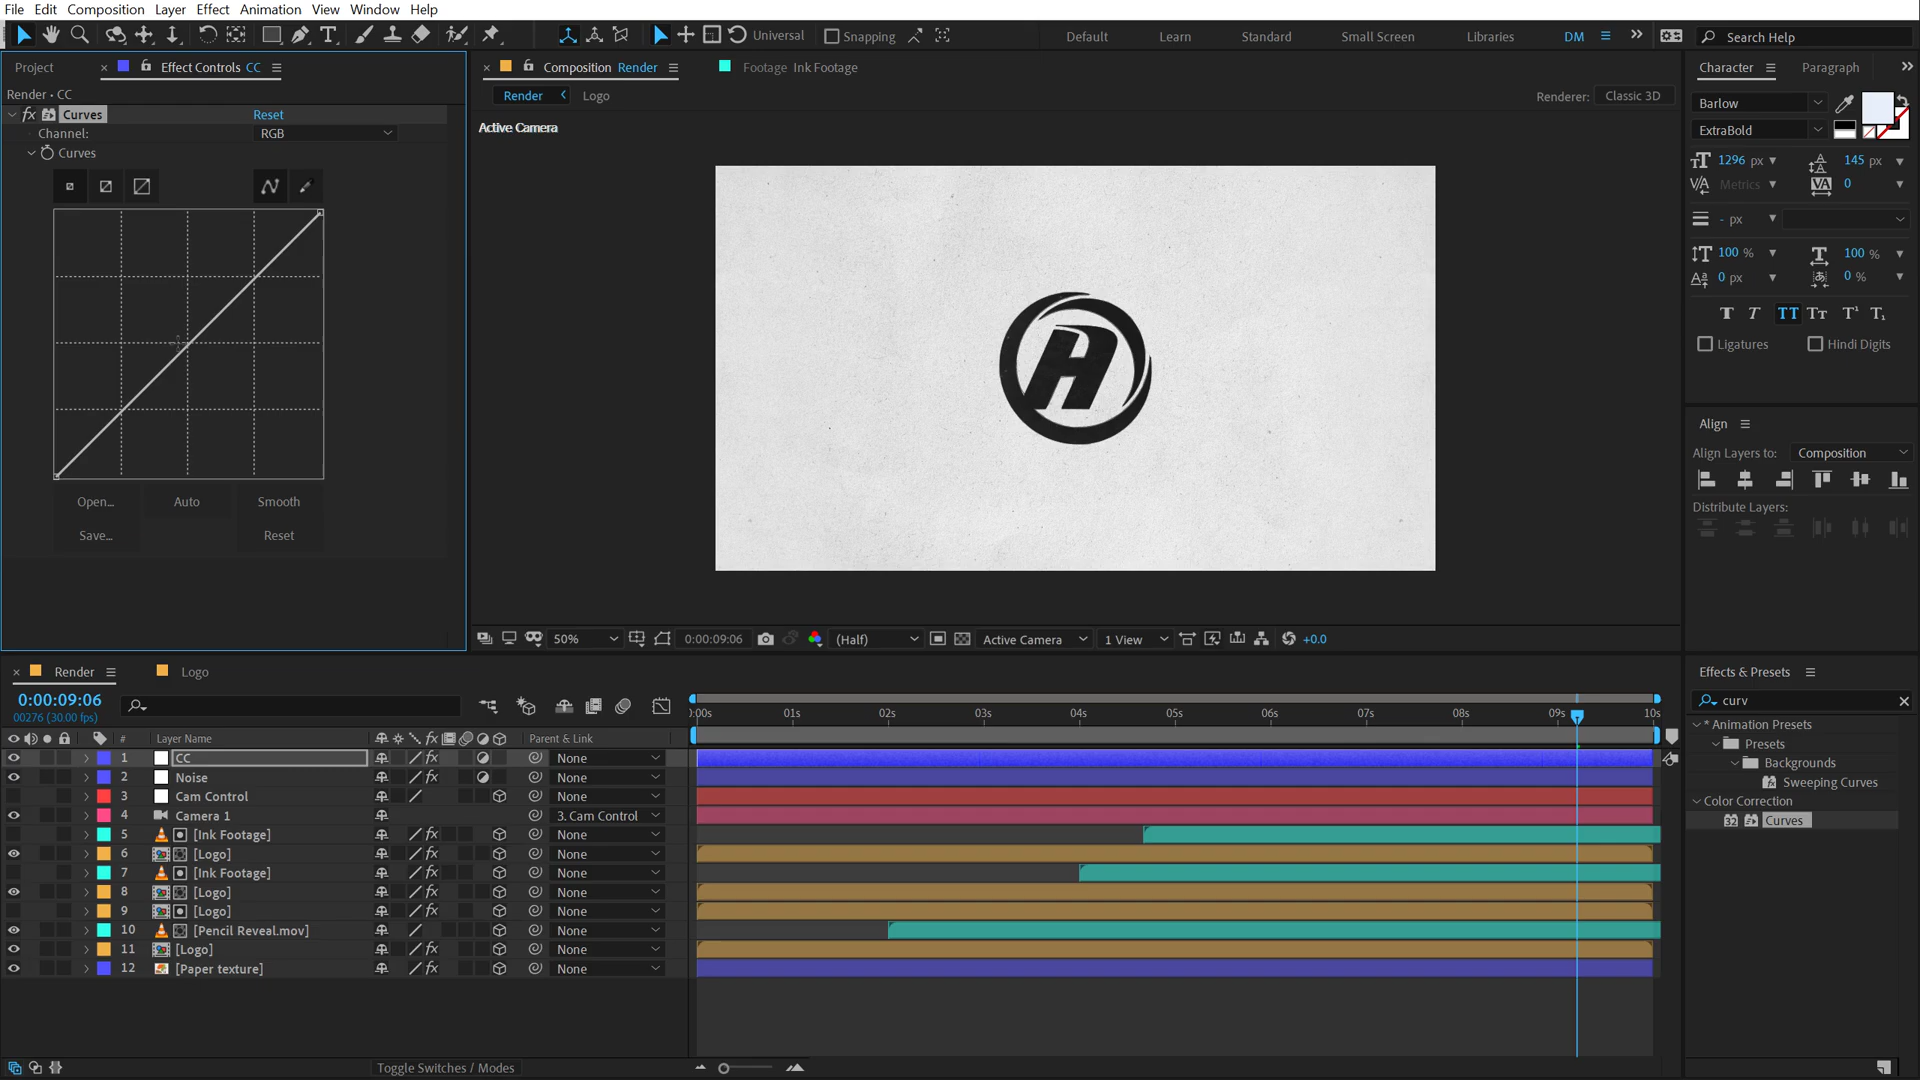 File Edit Composition Layer Effect Animation View Window Help
Universal Snapping Default Learn Standard Small Screen Libraries DM Search Help
Project Effect Controls CC
Render • CC
fx Curves Reset
Channel: RGB
Curves
Open... Auto Smooth
Save... Reset
Composition Render Footage Ink Footage
Render Logo
Renderer: Classic 3D
Active Camera
A
50% 0:00:09:06 (Half) Active Camera 1 View +0.0
Character Paragraph
Barlow
ExtraBold
1296 px 145 px
Metrics 0
- px
100 % 100 %
0 px 0 %
Ligatures Hindi Digits
Align
Align Layers to: Composition
Distribute Layers:
Effects & Presets
curv
* Animation Presets
Presets
Backgrounds
Sweeping Curves
Color Correction
32 Curves
Render Logo
0:00:09:06
00276 (30.00 fps)
:00s 01s 02s 03s 04s 05s 06s 07s 08s 09s 10s
# Layer Name Parent & Link
1 CC None
2 Noise None
3 Cam Control None
4 Camera 1 3. Cam Control
5 [Ink Footage] None
6 [Logo] None
7 [Ink Footage] None
8 [Logo] None
9 [Logo] None
10 [Pencil Reveal.mov] None
11 [Logo] None
12 [Paper texture] None
Toggle Switches / Modes